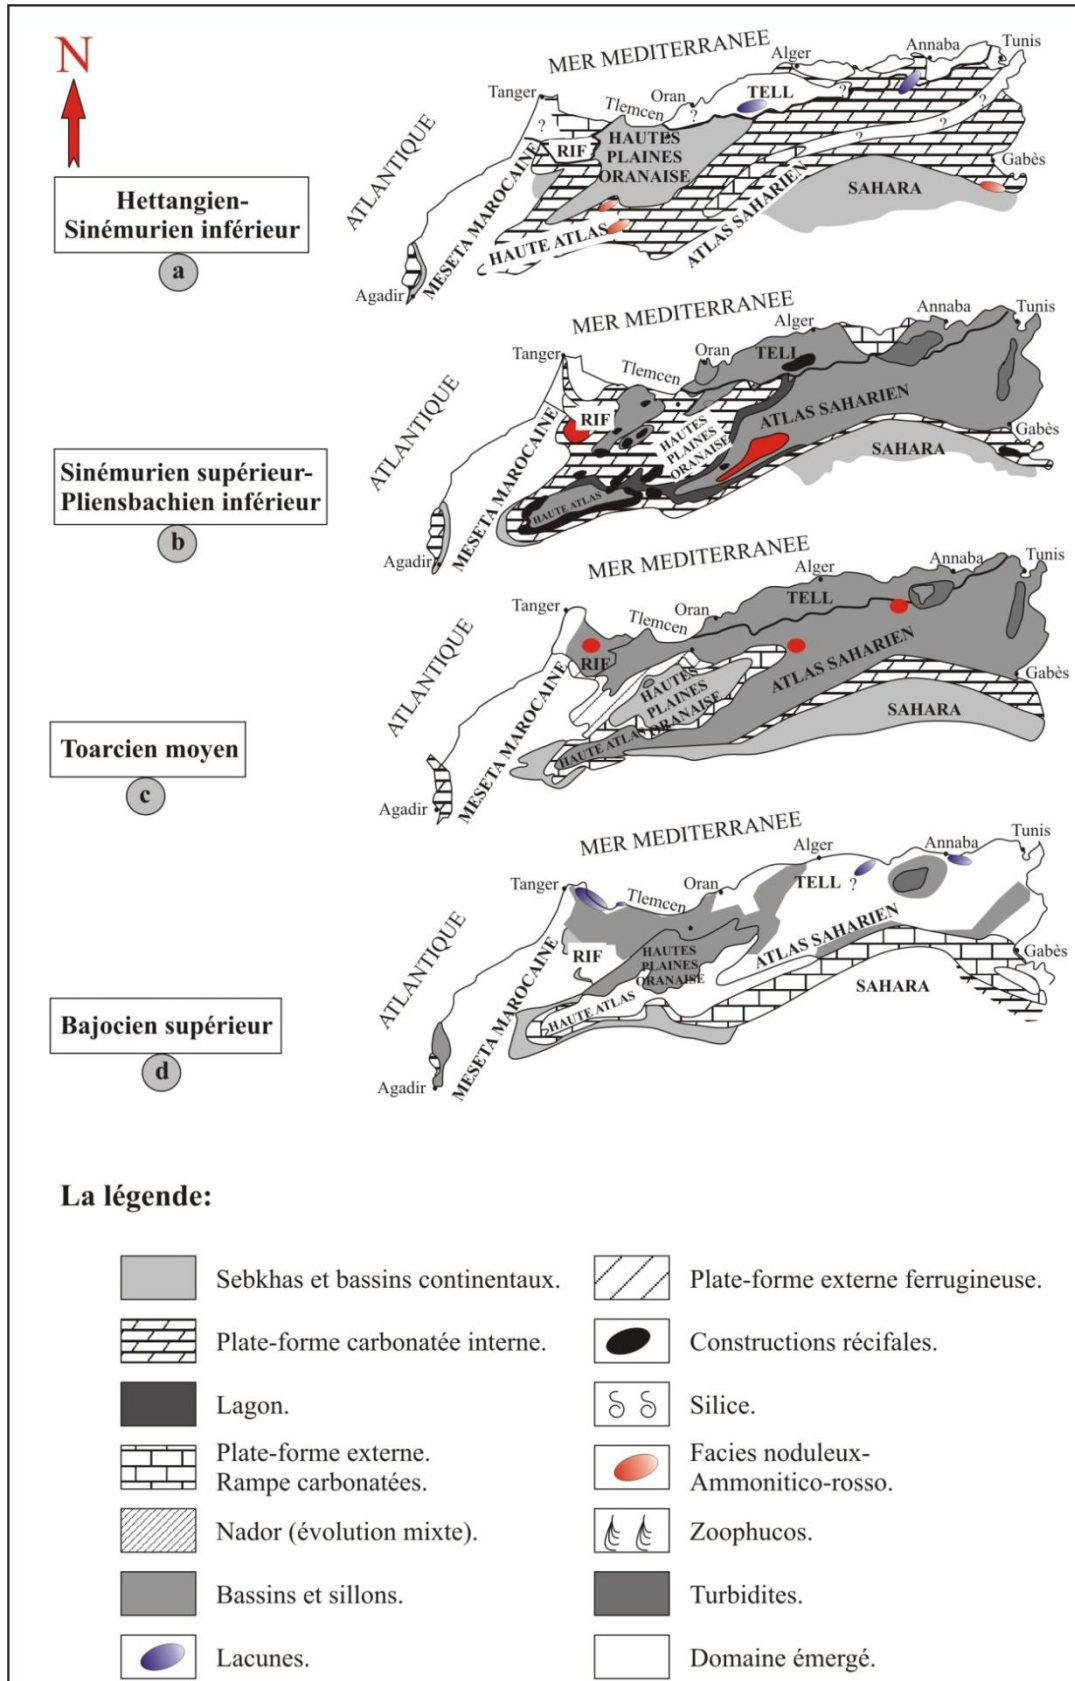 N
Hettangien-
Sinémurien inférieur
a
MER MEDITERRANEE
ATLANTIQUE
Tanger
Tlemcen
Oran
Alger
Annaba
Tunis
Gabès
Agadir
TELL
RIF
HAUTES
PLAINES
ORANAISE
MESETA MAROCAINE
HAUTE ATLAS
ATLAS SAHARIEN
SAHARA
?
?
?
?
?
?
Sinémurien supérieur-
Pliensbachien inférieur
b
MER MEDITERRANEE
ATLANTIQUE
Tanger
Tlemcen
Oran
Alger
Annaba
Tunis
Gabès
Agadir
TELL
RIF
HAUTES
PLAINES
ORANAISE
MESETA MAROCAINE
HAUTE ATLAS
ATLAS SAHARIEN
SAHARA
Toarcien moyen
c
MER MEDITERRANEE
ATLANTIQUE
Tanger
Tlemcen
Oran
Alger
Annaba
Tunis
Gabès
Agadir
TELL
RIF
HAUTES
PLAINES
ORANAISE
MESETA MAROCAINE
HAUTE ATLAS
ATLAS SAHARIEN
SAHARA
Bajocien supérieur
d
MER MEDITERRANEE
ATLANTIQUE
Tanger
Tlemcen
Oran
Alger
Annaba
Tunis
Gabès
Agadir
TELL
?
RIF
HAUTES
PLAINES
ORANAISE
MESETA MAROCAINE
HAUTE ATLAS
ATLAS SAHARIEN
SAHARA
La légende:
Sebkhas et bassins continentaux.
Plate-forme carbonatée interne.
Lagon.
Plate-forme externe.
Rampe carbonatées.
Nador (évolution mixte).
Bassins et sillons.
Lacunes.
Plate-forme externe ferrugineuse.
Constructions récifales.
Silice.
Facies noduleux-
Ammonitico-rosso.
Zoophucos.
Turbidites.
Domaine émergé.